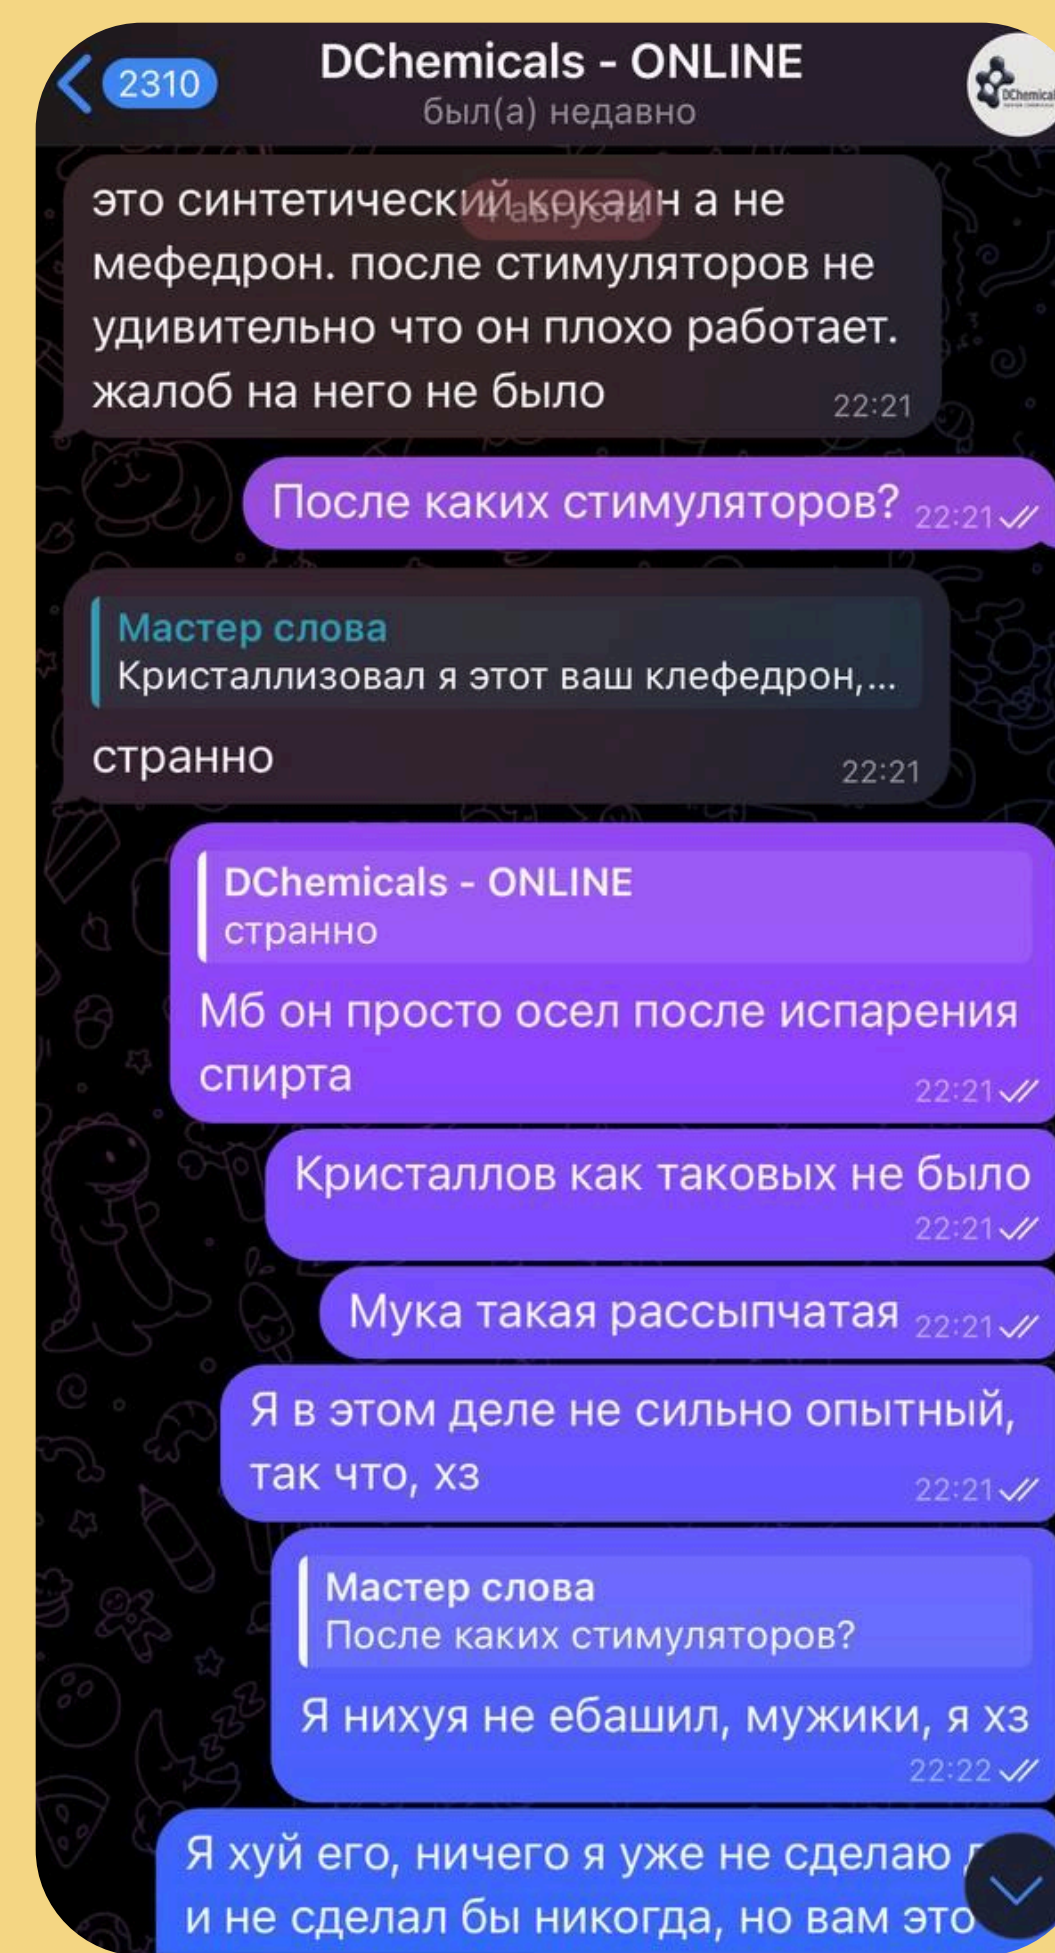 2310
DChemicals - ONLINE
был(а) недавно
DChemical
4 августа
это синтетический кокаин а не
мефедрон. после стимуляторов не
удивительно что он плохо работает.
жалоб на него не было
22:21
После каких стимуляторов?
22:21
Мастер слова
Кристаллизовал я этот ваш клефедрон,...
странно
22:21
DChemicals - ONLINE
странно
Мб он просто осел после испарения
спирта
22:21
Кристаллов как таковых не было
22:21
Мука такая рассыпчатая
22:21
Я в этом деле не сильно опытный,
так что, хз
22:21
Мастер слова
После каких стимуляторов?
Я нихуя не ебашил, мужики, я хз
22:22
Я хуй его, ничего я уже не сделаю
и не сделал бы никогда, но вам это